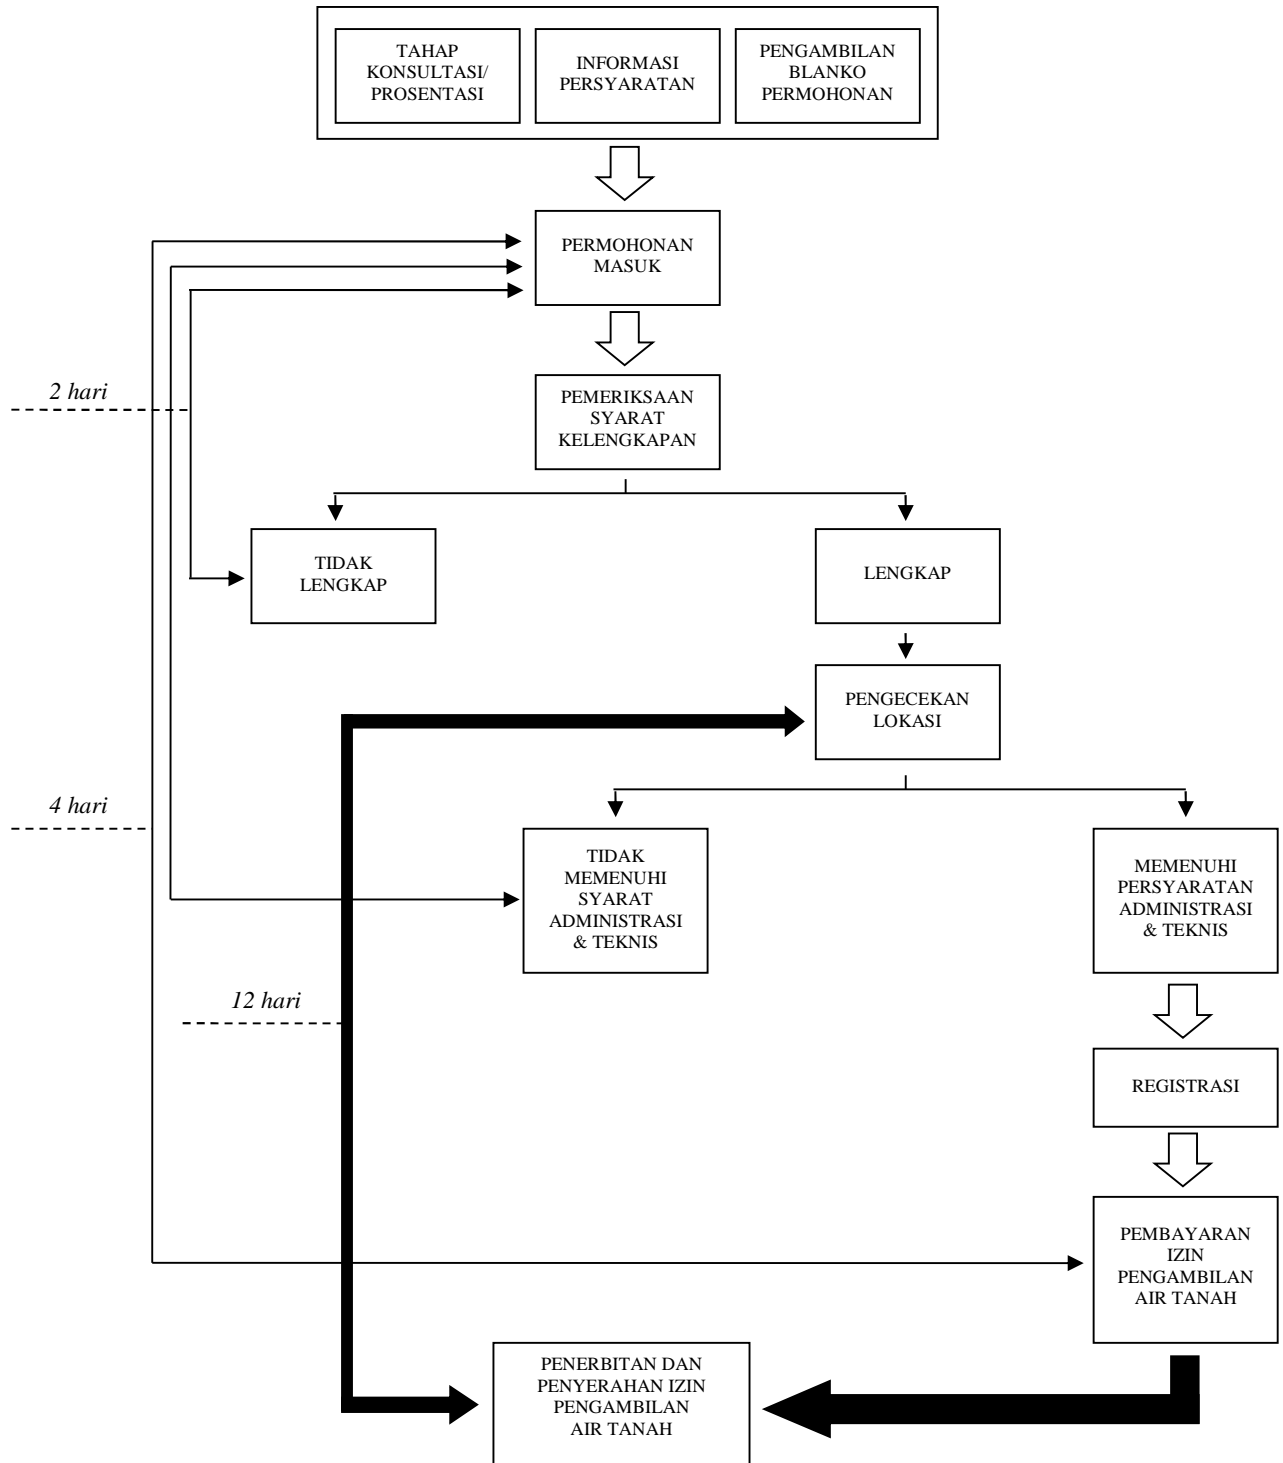 TAHAP
KONSULTASI/
PROSENTASI
INFORMASI
PERSYARATAN
PENGAMBILAN
BLANKO
PERMOHONAN
PERMOHONAN
MASUK
2 hari
PEMERIKSAAN
SYARAT
KELENGKAPAN
TIDAK
LENGKAP
LENGKAP
PENGECEKAN
LOKASI
4 hari
TIDAK
MEMENUHI
SYARAT
ADMINISTRASI
& TEKNIS
MEMENUHI
PERSYARATAN
ADMINISTRASI
& TEKNIS
12 hari
REGISTRASI
PEMBAYARAN
IZIN
PENGAMBILAN
AIR TANAH
PENERBITAN DAN
PENYERAHAN IZIN
PENGAMBILAN
AIR TANAH